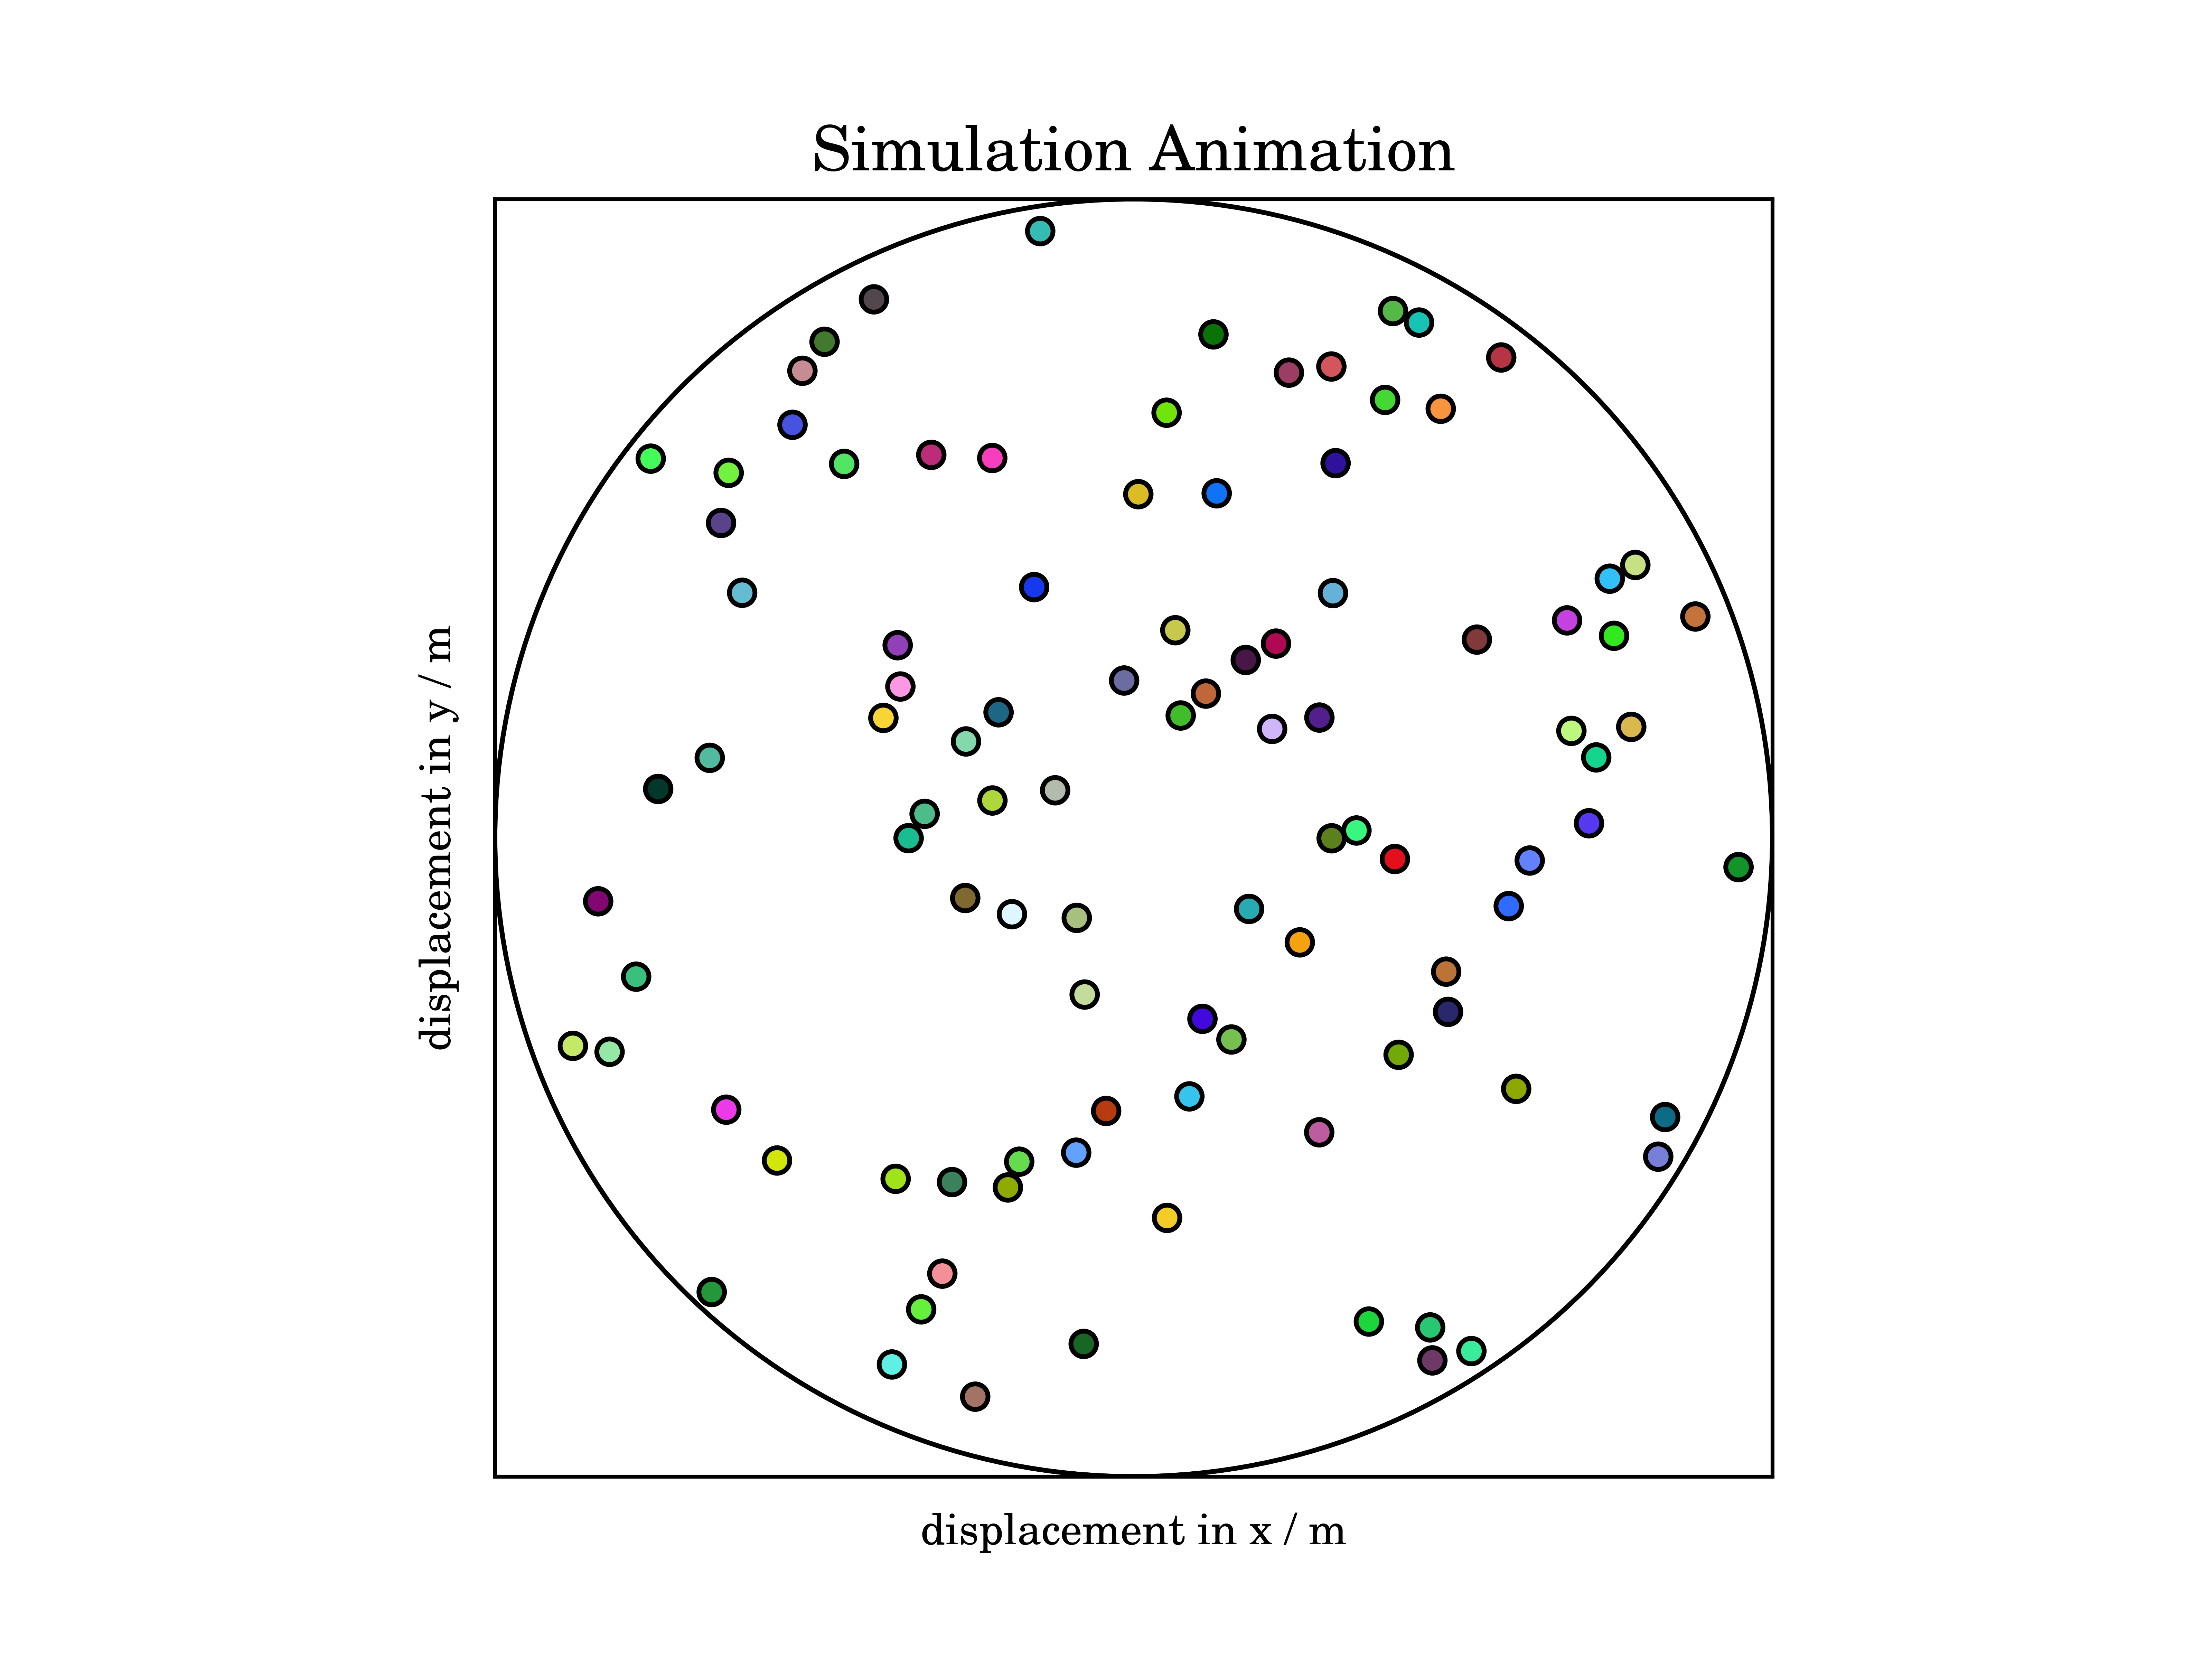 Simulation Animation
displacement in y / m
displacement in x / m